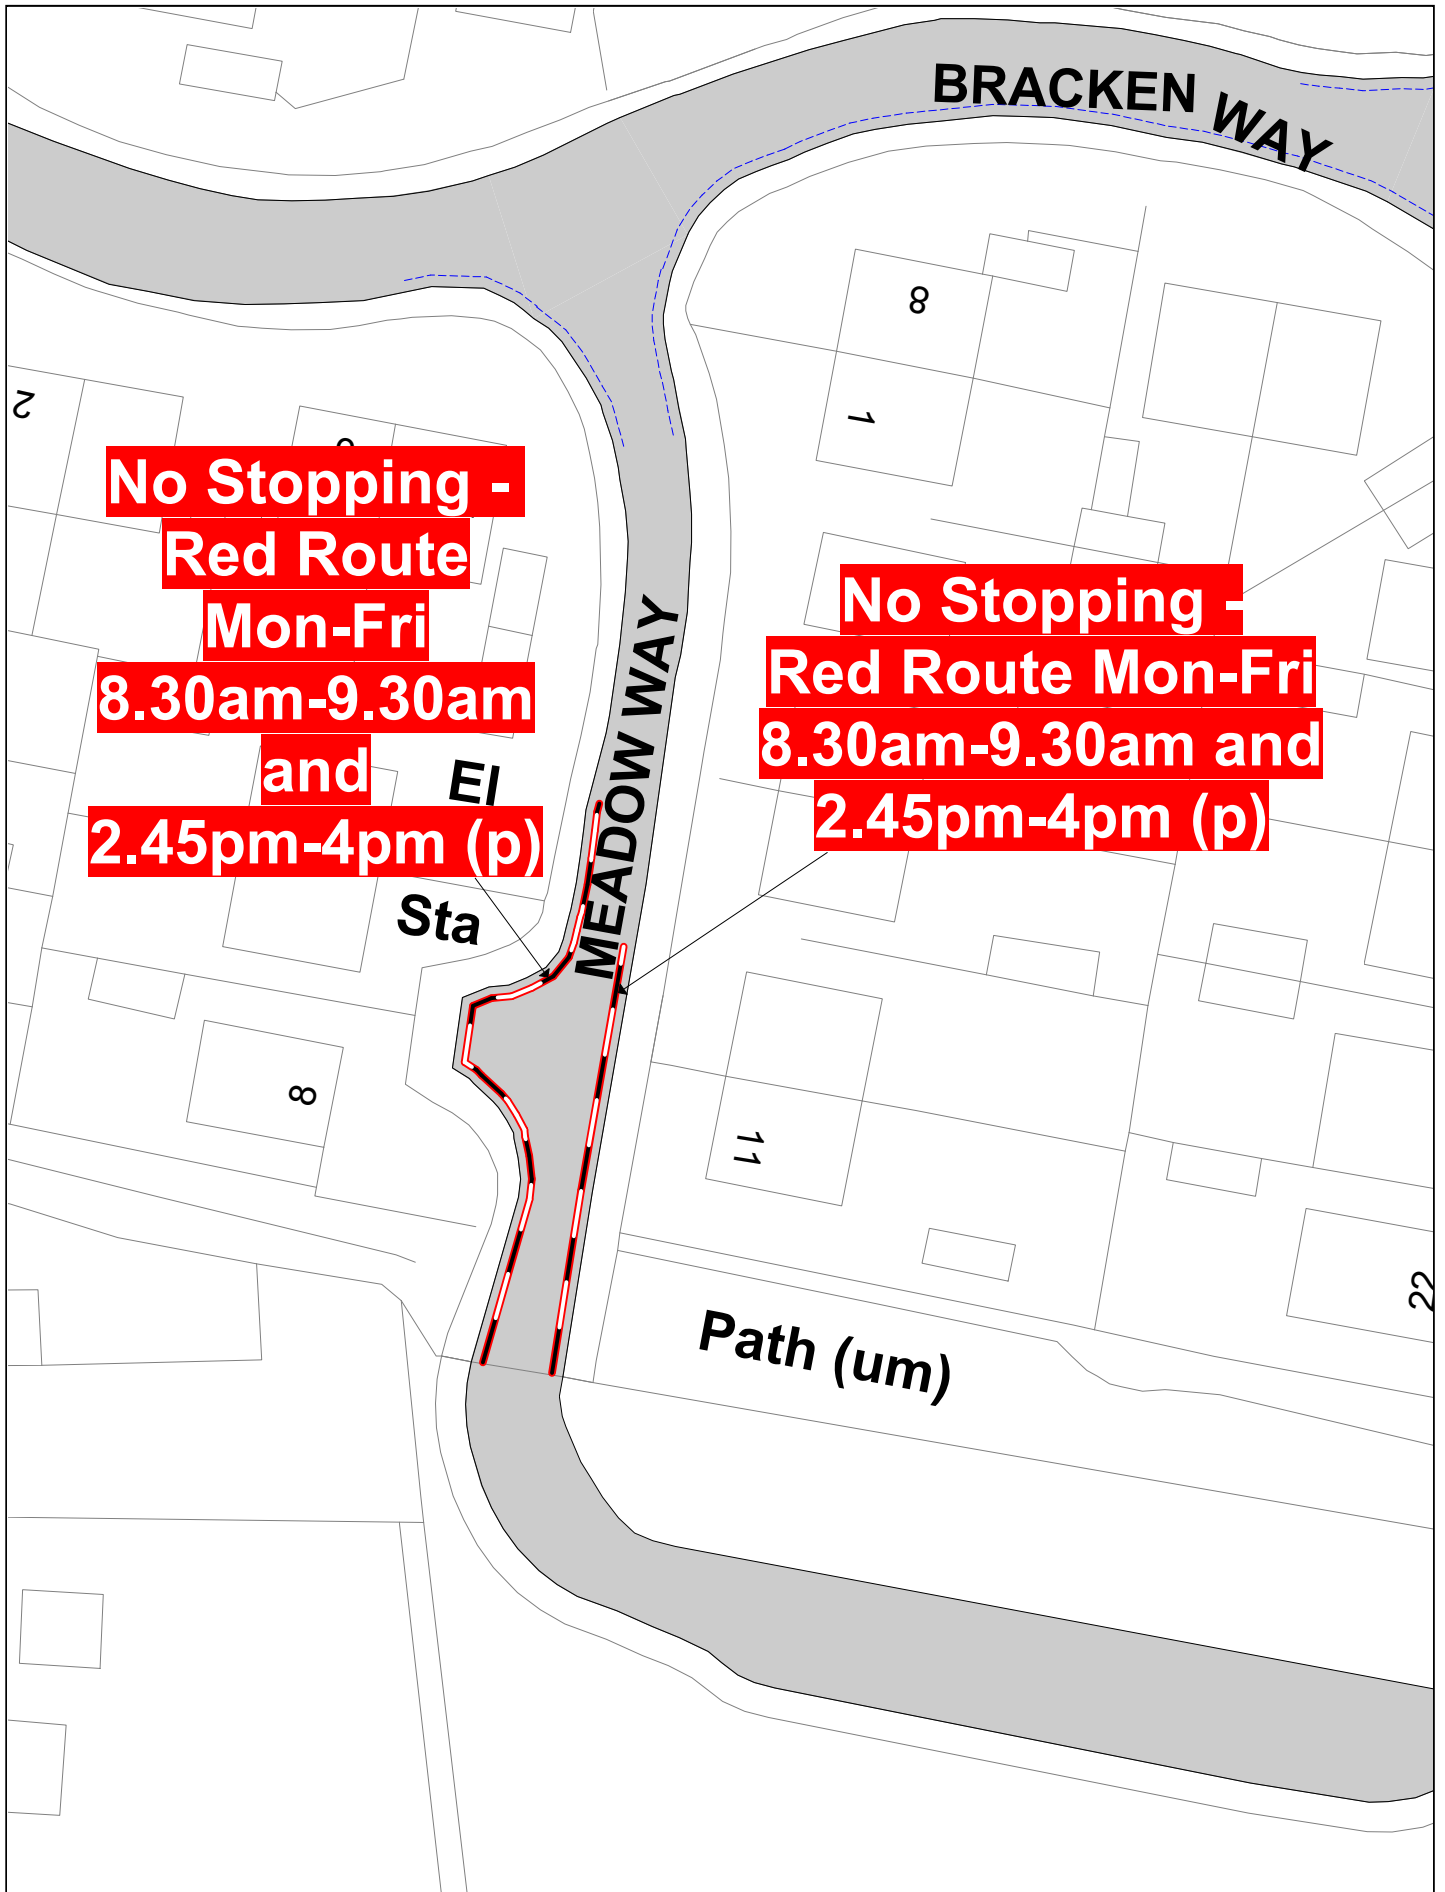 BRACKEN WAY
8
2
1
No Stopping -
Red Route
Mon-Fri
8.30am-9.30am
and
2.45pm-4pm (p)
No Stopping -
Red Route Mon-Fri
8.30am-9.30am and
2.45pm-4pm (p)
MEADOW WAY
El
Sta
8
11
22
Path (um)